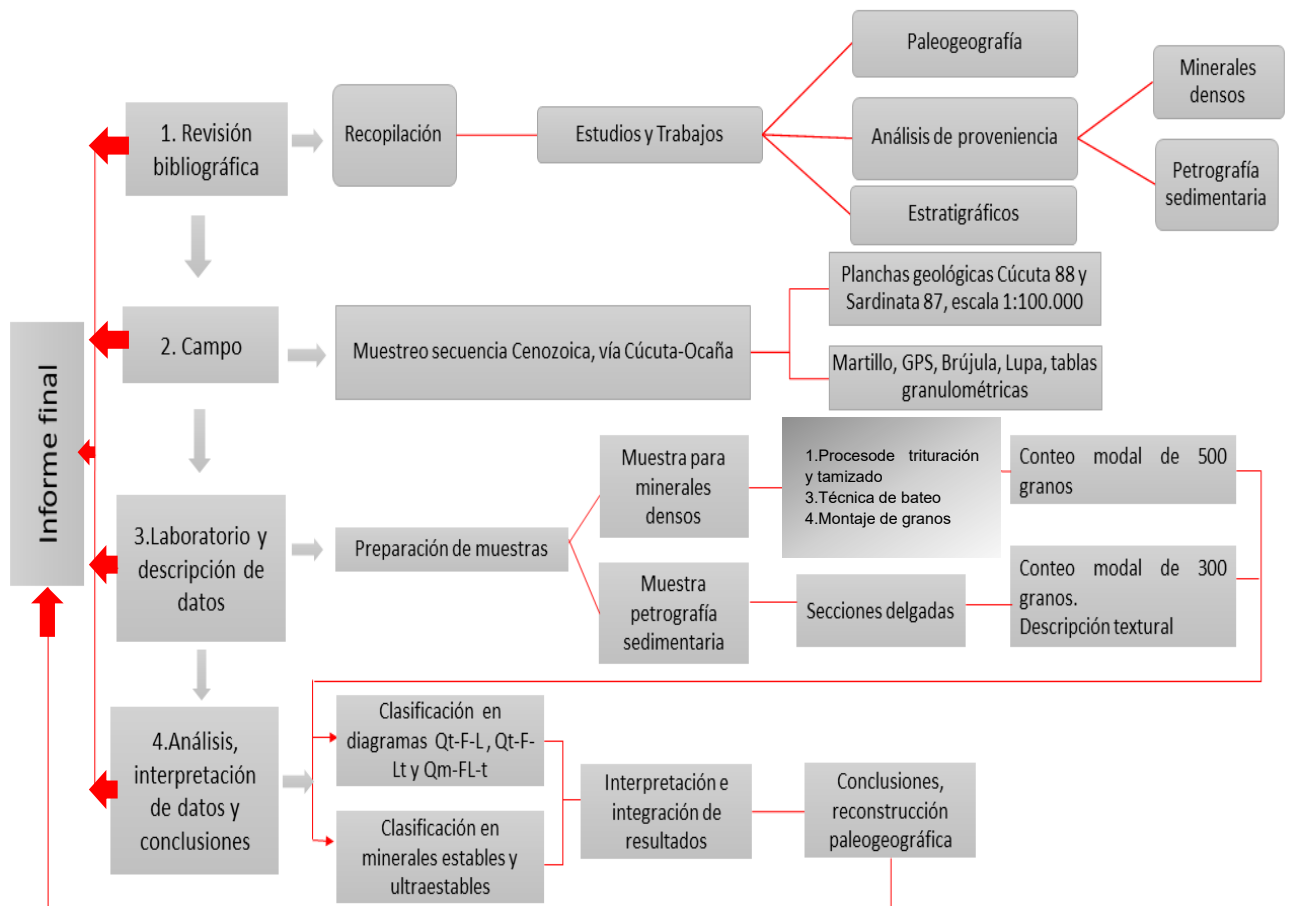 Paleogeografía
Minerales
densos
1. Revisión
bibliográfica
Recopilación
Estudios y Trabajos
Análisis de proveniencia
Petrografía
sedimentaria
Estratigráficos
Planchas geológicas Cúcuta 88 y
Sardinata 87, escala 1:100.000
2. Campo
Muestreo secuencia Cenozoica, vía Cúcuta-Ocaña
Martillo, GPS, Brújula, Lupa, tablas
granulométricas
Informe final
Muestra para
minerales
densos
1.Procesode trituración
y tamizado
3.Técnica de bateo
4.Montaje de granos
Conteo modal de 500
granos
3.Laboratorio y
descripción de
datos
Preparación de muestras
Muestra
petrografía
sedimentaria
Secciones delgadas
Conteo modal de 300
granos.
Descripción textural
4.Análisis,
interpretación
de datos y
conclusiones
Clasificación en
diagramas Qt-F-L , Qt-F-
Lt y Qm-FL-t
Clasificación en
minerales estables y
ultraestables
Interpretación e
integración de
resultados
Conclusiones,
reconstrucción
paleogeográfica